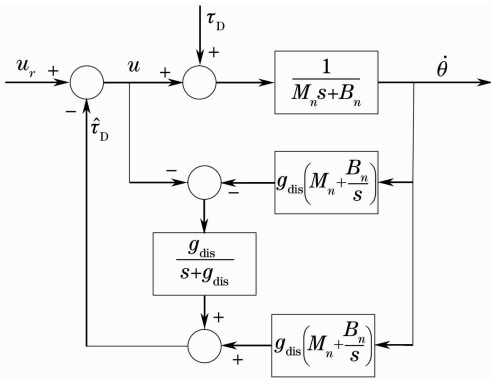 τ_D
u_r + u + + 1/(M_n s+B_n) θ̇
− τ̂_D
− − g_dis(M_n+B_n/s)
g_dis/(s+g_dis)
+
+ g_dis(M_n+B_n/s)